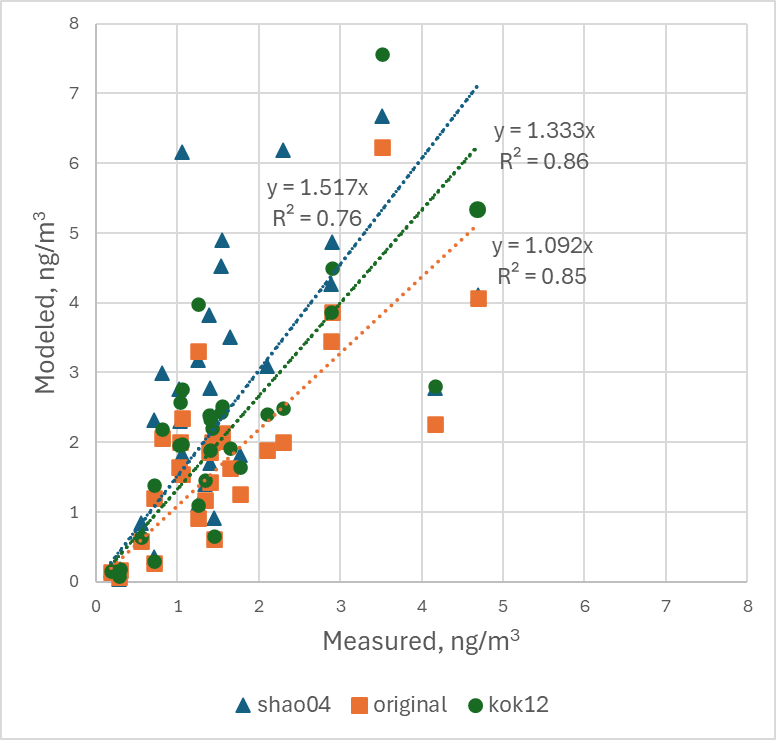 8
7
6
5
4
3
2
1
0
Modeled, ng/m³
y = 1.333x
R² = 0.86
y = 1.517x
R² = 0.76
y = 1.092x
R² = 0.85
0 1 2 3 4 5 6 7 8
Measured, ng/m³
shao04 original kok12